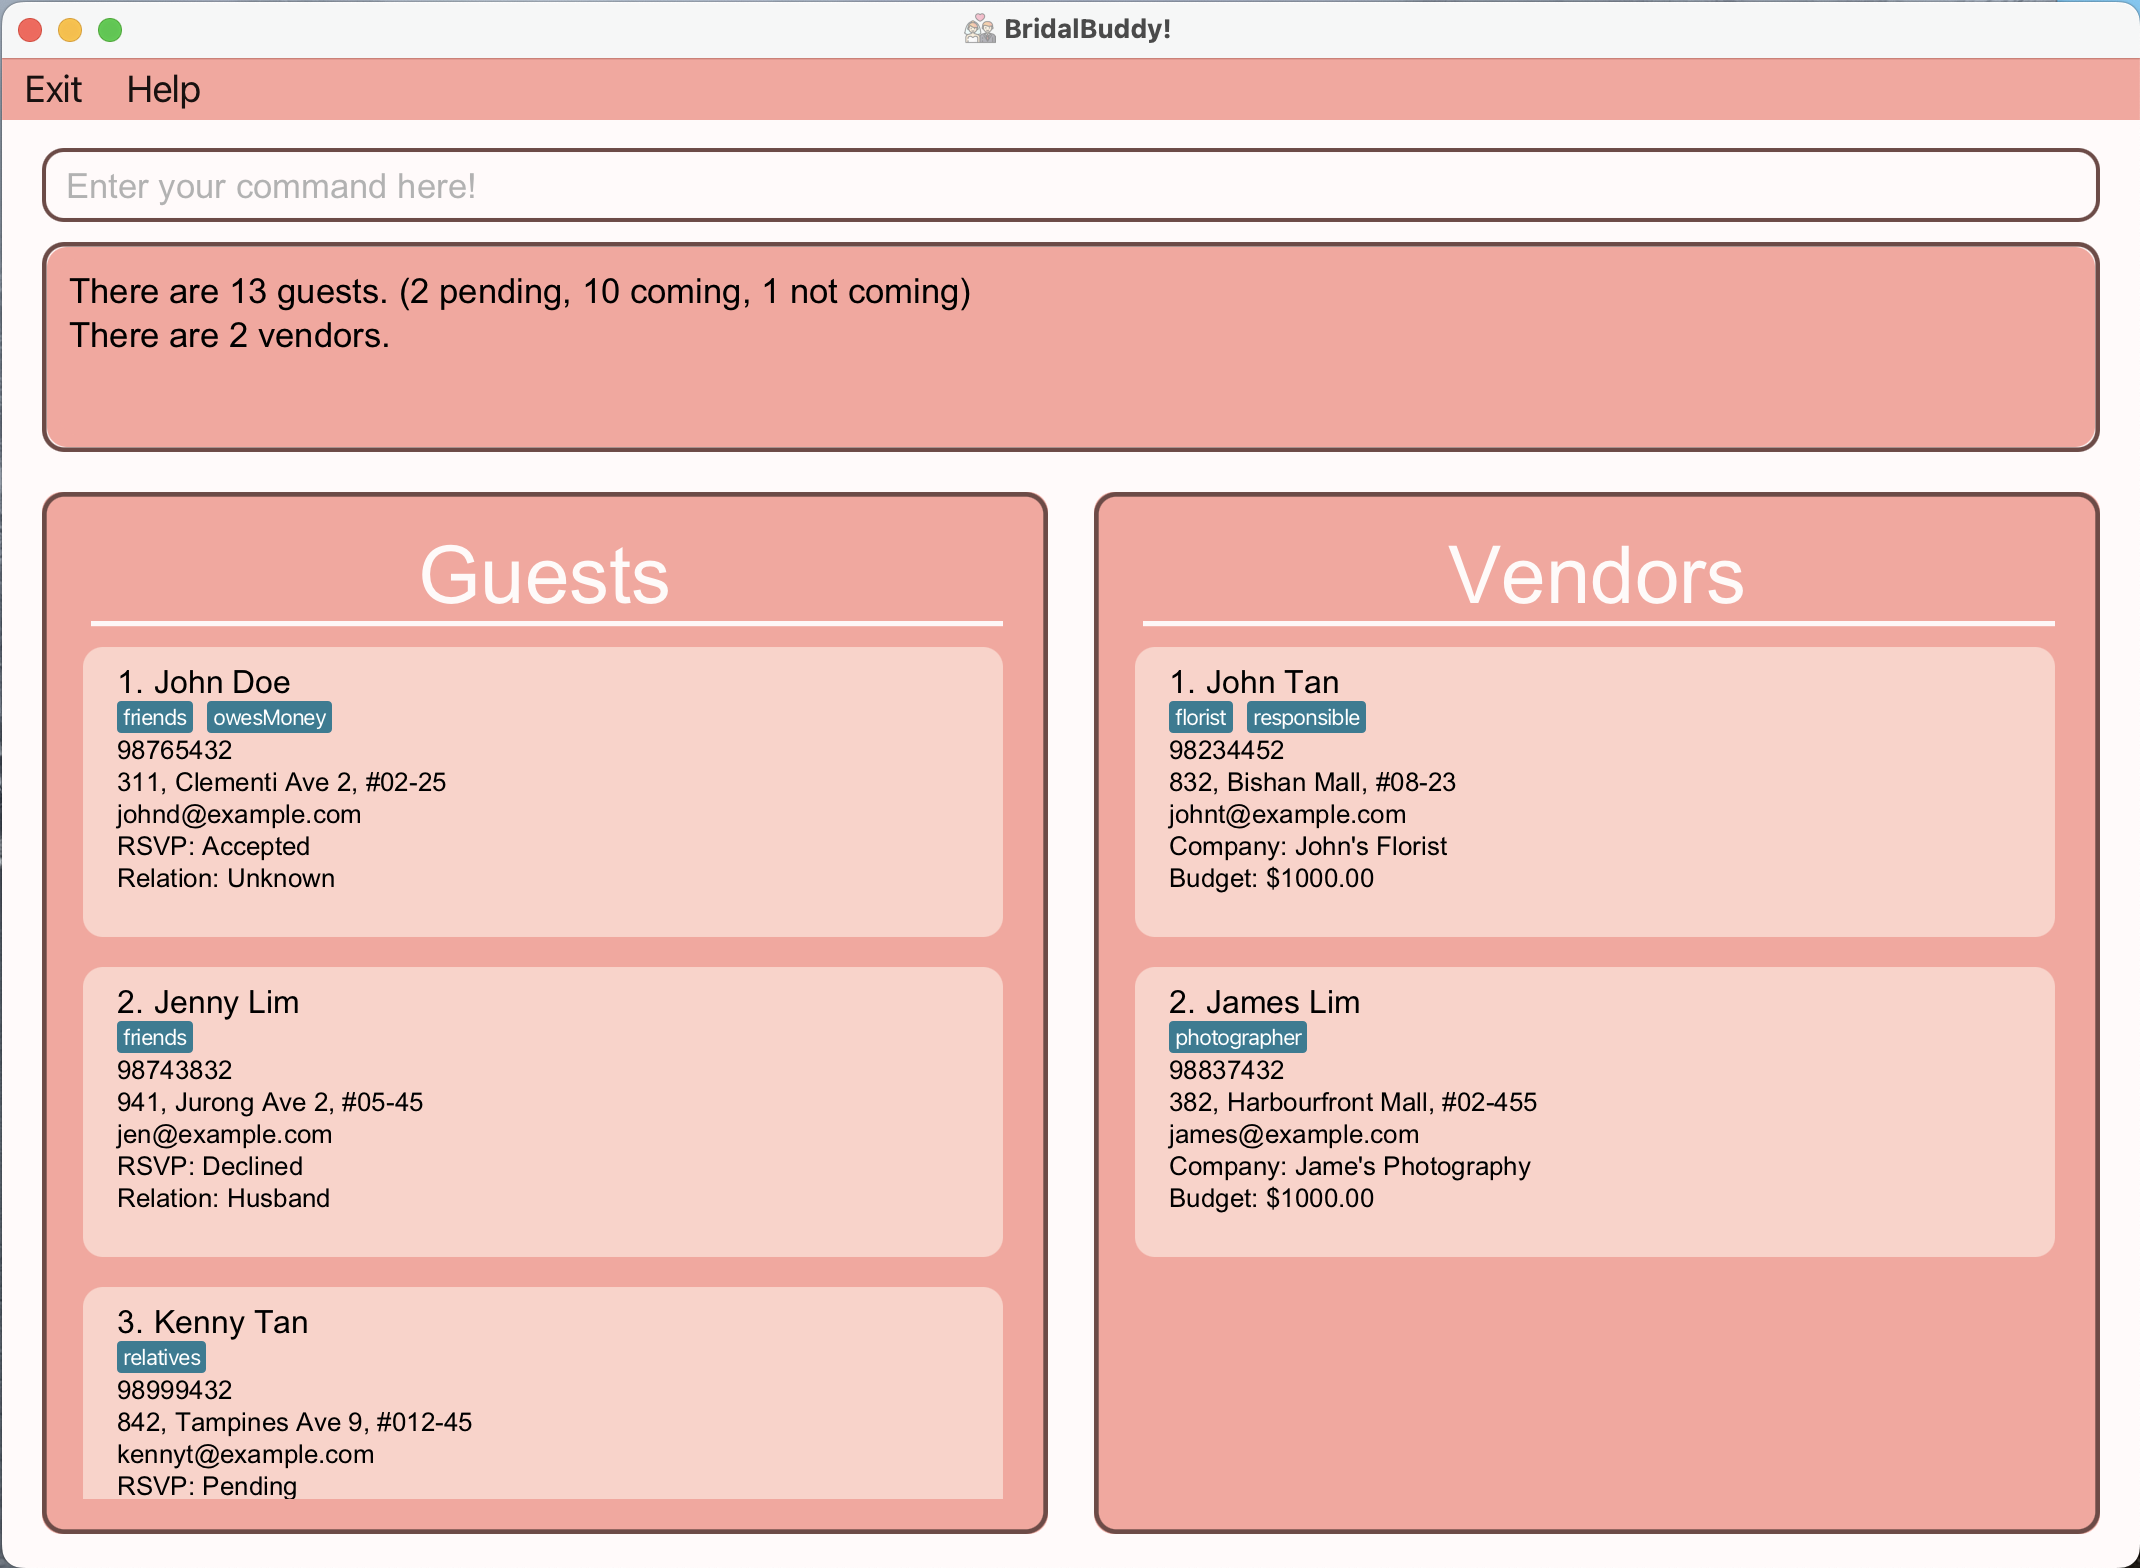 BridalBuddy!
Exit Help
Enter your command here!
There are 13 guests. (2 pending, 10 coming, 1 not coming)
There are 2 vendors.
Guests
1. John Doe
friends owesMoney
98765432
311, Clementi Ave 2, #02-25
johnd@example.com
RSVP: Accepted
Relation: Unknown
2. Jenny Lim
friends
98743832
941, Jurong Ave 2, #05-45
jen@example.com
RSVP: Declined
Relation: Husband
3. Kenny Tan
relatives
98999432
842, Tampines Ave 9, #012-45
kennyt@example.com
RSVP: Pending
Vendors
1. John Tan
florist responsible
98234452
832, Bishan Mall, #08-23
johnt@example.com
Company: John's Florist
Budget: $1000.00
2. James Lim
photographer
98837432
382, Harbourfront Mall, #02-455
james@example.com
Company: Jame's Photography
Budget: $1000.00